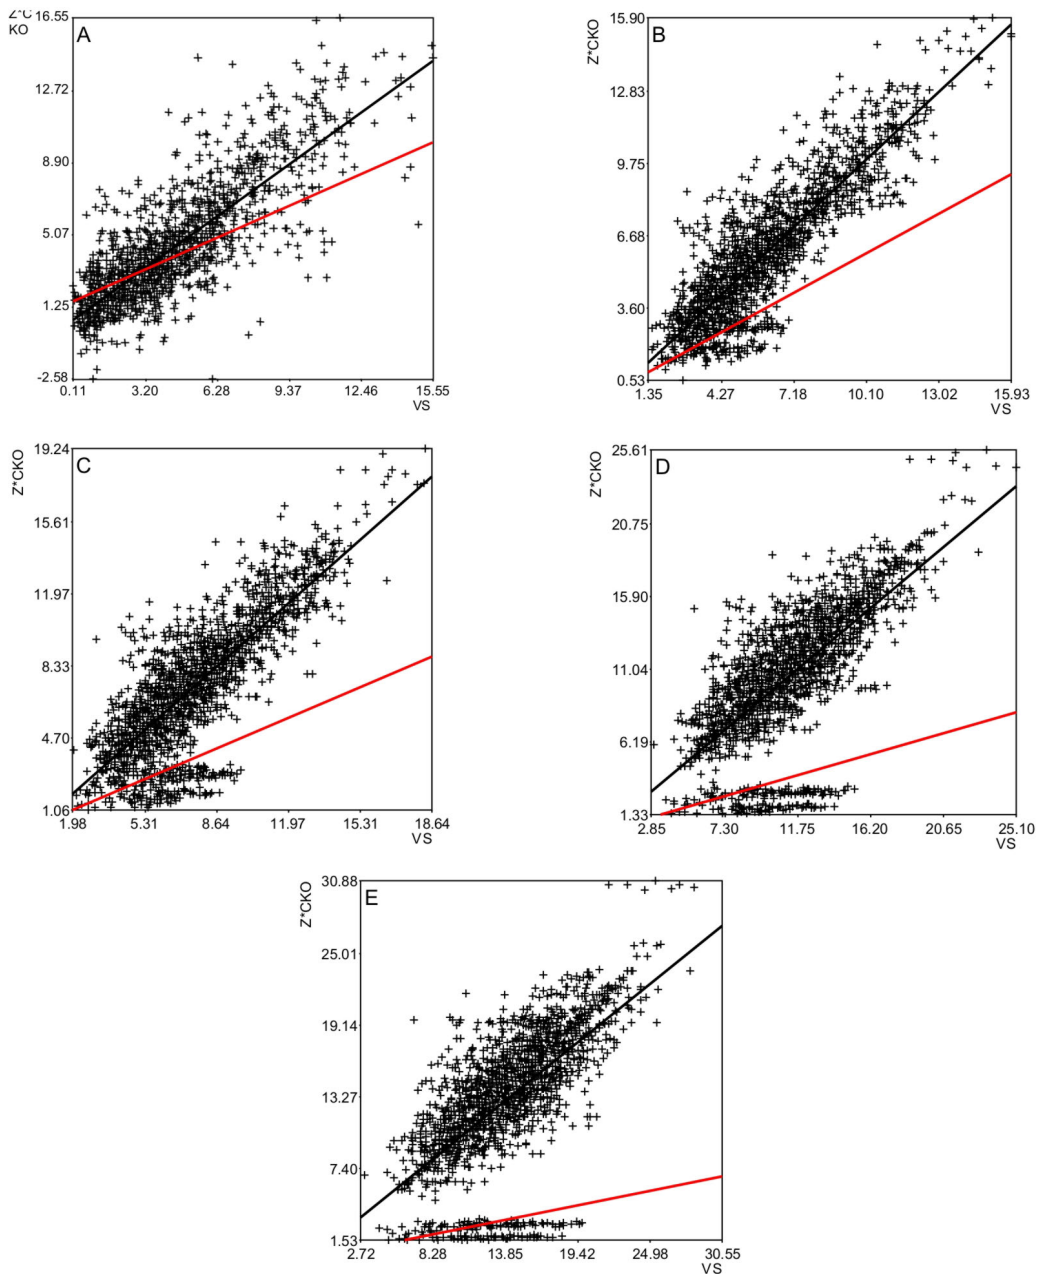 Z*C
KO
16.55
A
12.72
8.90
5.07
1.25
-2.58
0.11 3.20 6.28 9.37 12.46 15.55
VS
Z*CKO
15.90
B
12.83
9.75
6.68
3.60
0.53
1.35 4.27 7.18 10.10 13.02 15.93
VS
Z*CKO
19.24
C
15.61
11.97
8.33
4.70
1.06
1.98 5.31 8.64 11.97 15.31 18.64
VS
Z*CKO
25.61
D
20.75
15.90
11.04
6.19
1.33
2.85 7.30 11.75 16.20 20.65 25.10
VS
Z*CKO
30.88
E
25.01
19.14
13.27
7.40
1.53
2.72 8.28 13.85 19.42 24.98 30.55
VS